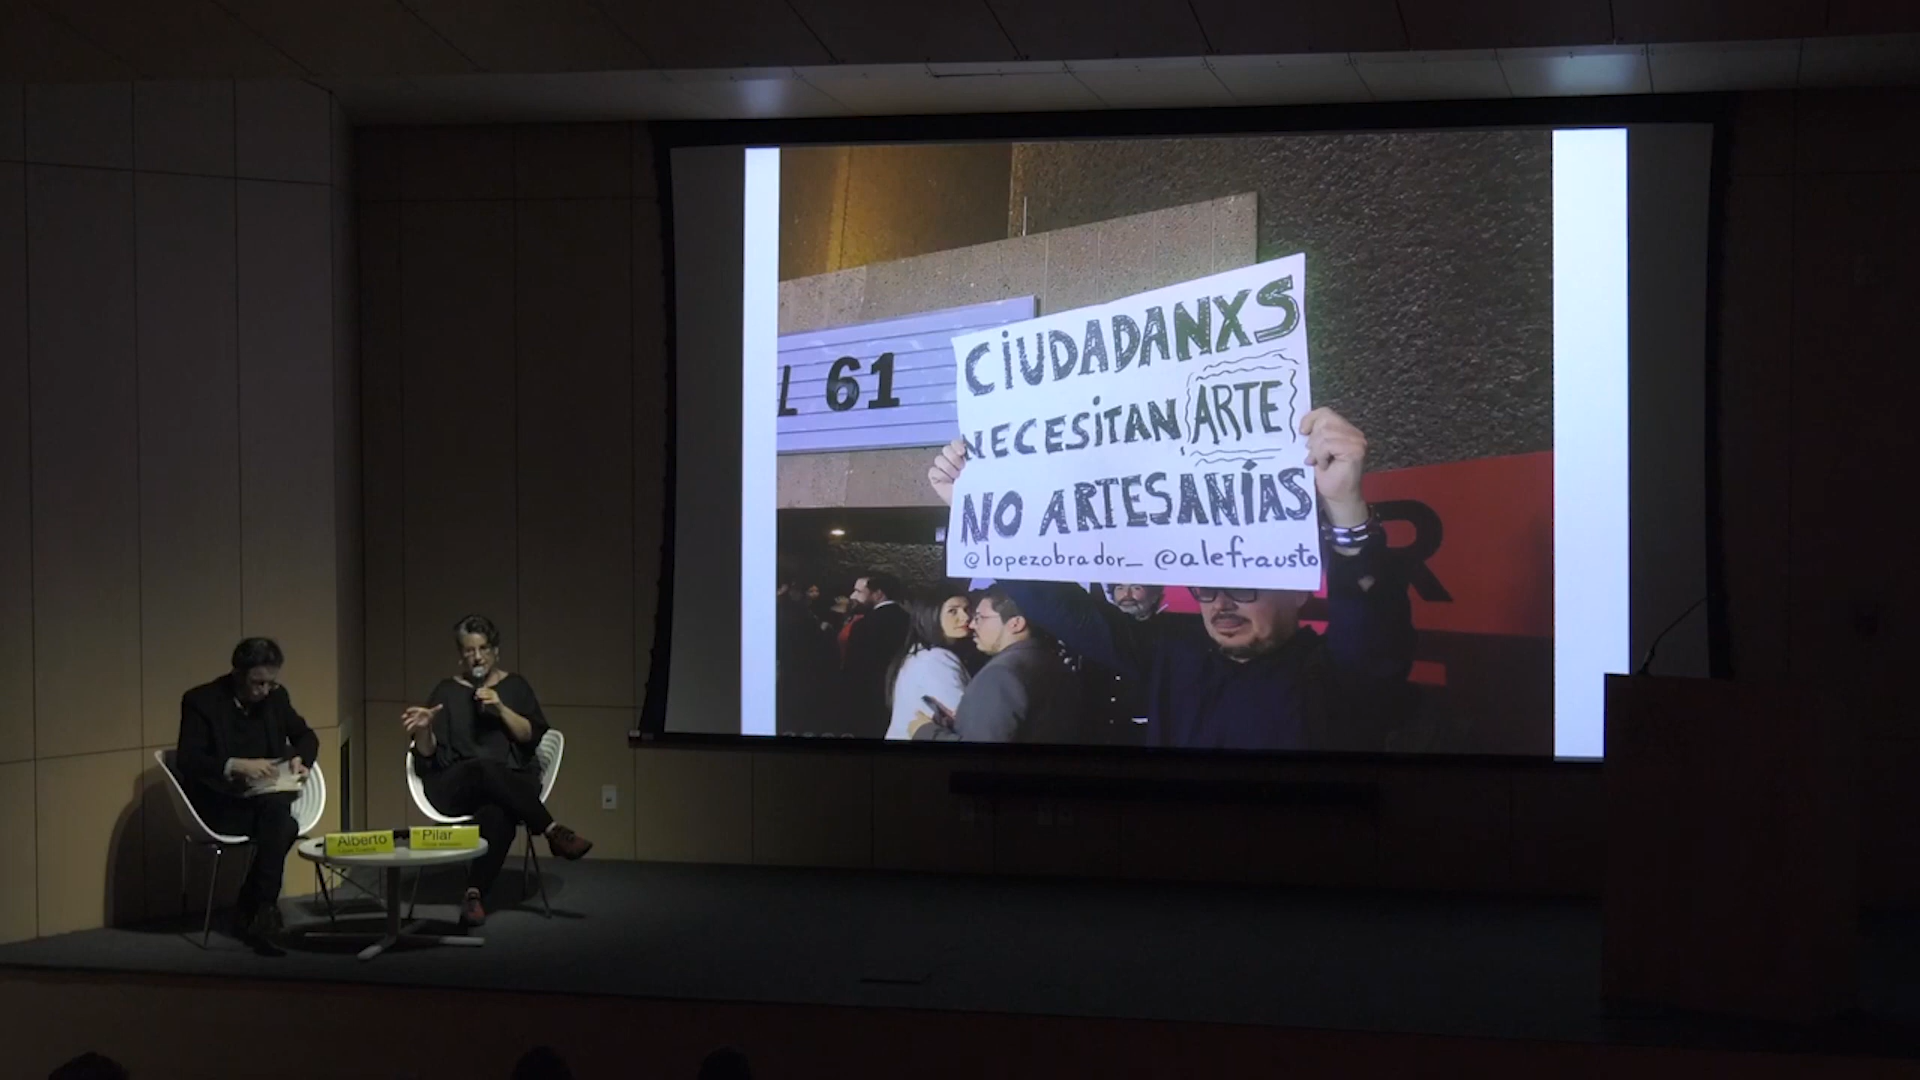 L 61
CIUDADANXS
NECESITAN ARTE
NO ARTESANÍAS
@lopezobrador_ @alefrausto
R
Alberto
Pilar